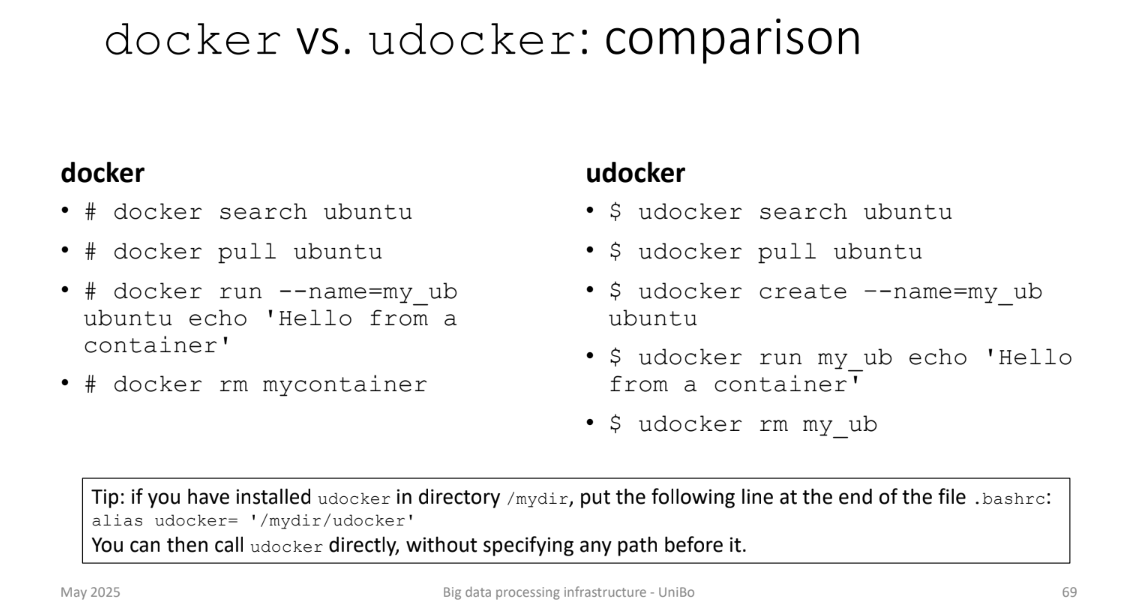 docker vs. udocker: comparison
docker
• # docker search ubuntu
• # docker pull ubuntu
• # docker run --name=my_ub
ubuntu echo 'Hello from a
container'
• # docker rm mycontainer
udocker
• $ udocker search ubuntu
• $ udocker pull ubuntu
• $ udocker create –-name=my_ub
ubuntu
• $ udocker run my_ub echo 'Hello
from a container'
• $ udocker rm my_ub
Tip: if you have installed udocker in directory /mydir, put the following line at the end of the file .bashrc:
alias udocker= '/mydir/udocker'
You can then call udocker directly, without specifying any path before it.
May 2025
Big data processing infrastructure - UniBo
69